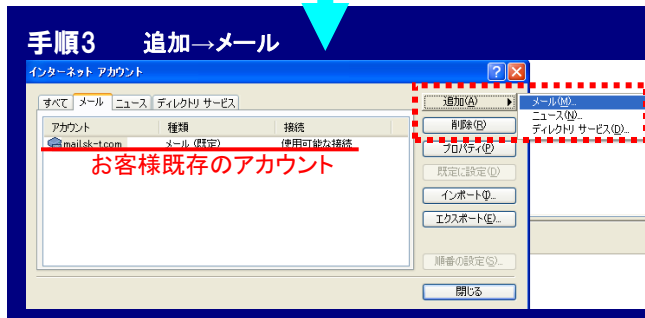 手順3 追加→メール
インターネット アカウント
すべて メール ニュース ディレクトリ サービス
アカウント 種類 接続
mail.sk-t.com メール (既定) 使用可能な接続
お客様既存のアカウント
追加(A)
削除(R)
プロパティ(P)
既定に設定(D)
インポート(I)...
エクスポート(E)...
順番の設定(S)...
閉じる
メール(M)...
ニュース(N)...
ディレクトリ サービス(D)...